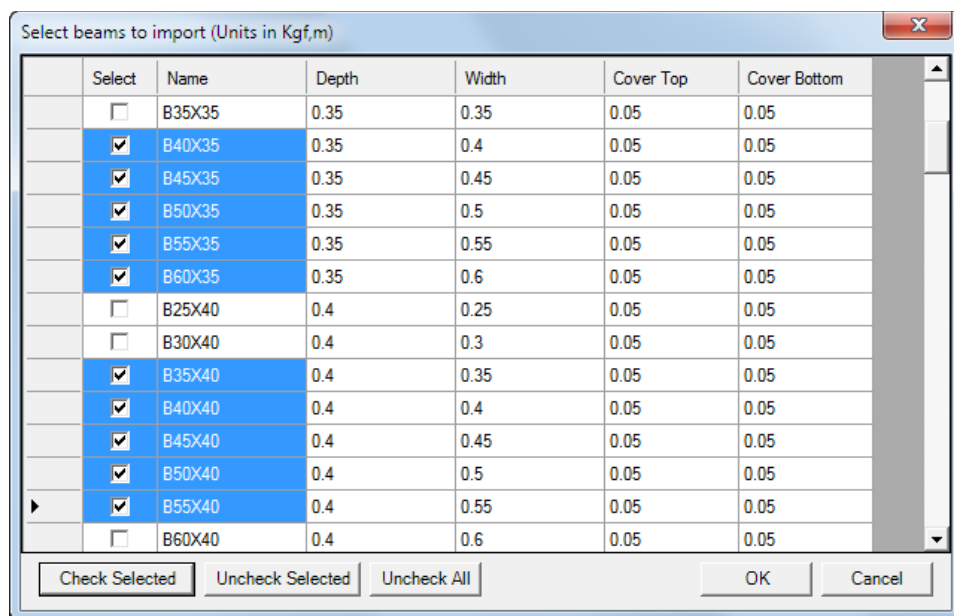 Select beams to import (Units in Kgf,m)
Select Name Depth Width Cover Top Cover Bottom
B35X35 0.35 0.35 0.05 0.05
B40X35 0.35 0.4 0.05 0.05
B45X35 0.35 0.45 0.05 0.05
B50X35 0.35 0.5 0.05 0.05
B55X35 0.35 0.55 0.05 0.05
B60X35 0.35 0.6 0.05 0.05
B25X40 0.4 0.25 0.05 0.05
B30X40 0.4 0.3 0.05 0.05
B35X40 0.4 0.35 0.05 0.05
B40X40 0.4 0.4 0.05 0.05
B45X40 0.4 0.45 0.05 0.05
B50X40 0.4 0.5 0.05 0.05
B55X40 0.4 0.55 0.05 0.05
B60X40 0.4 0.6 0.05 0.05
Check Selected Uncheck Selected Uncheck All OK Cancel